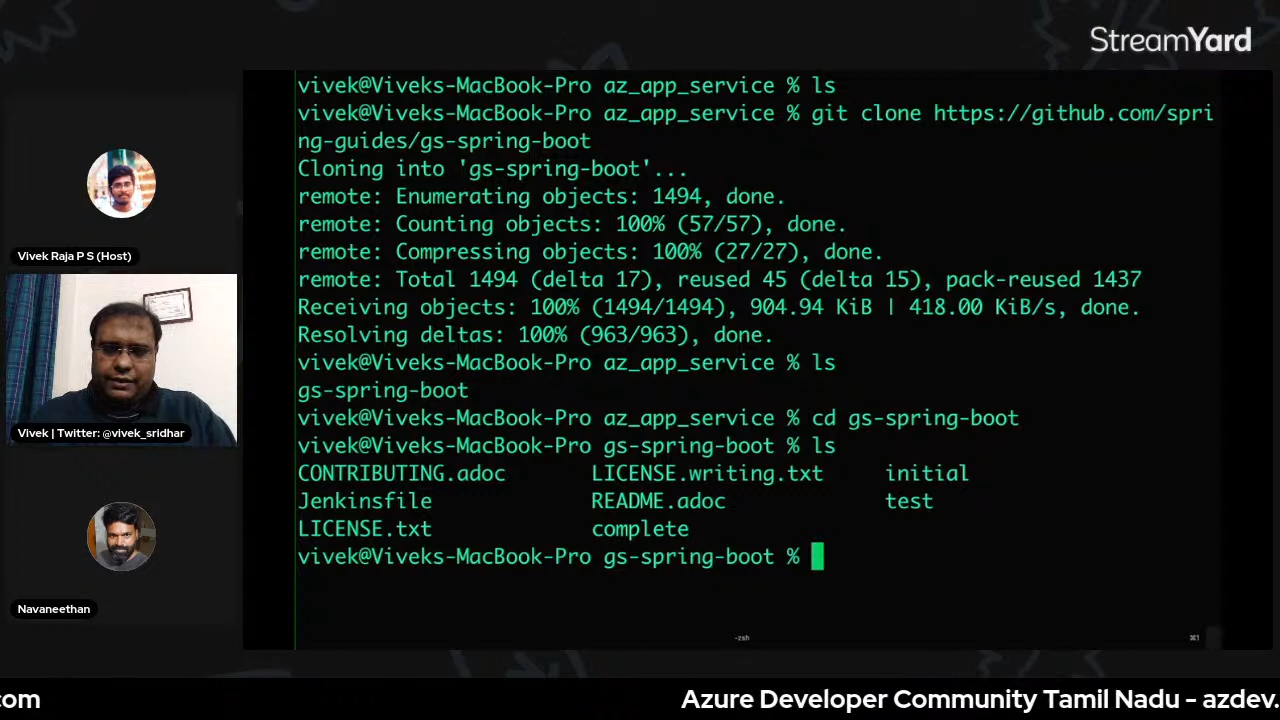 StreamYard
vivek@Viveks-MacBook-Pro az_app_service % ls
vivek@Viveks-MacBook-Pro az_app_service % git clone https://github.com/spri
ng-guides/gs-spring-boot
Cloning into 'gs-spring-boot'...
remote: Enumerating objects: 1494, done.
remote: Counting objects: 100% (57/57), done.
remote: Compressing objects: 100% (27/27), done.
remote: Total 1494 (delta 17), reused 45 (delta 15), pack-reused 1437
Receiving objects: 100% (1494/1494), 904.94 KiB | 418.00 KiB/s, done.
Resolving deltas: 100% (963/963), done.
vivek@Viveks-MacBook-Pro az_app_service % ls
gs-spring-boot
vivek@Viveks-MacBook-Pro az_app_service % cd gs-spring-boot
vivek@Viveks-MacBook-Pro gs-spring-boot % ls
CONTRIBUTING.adoc LICENSE.writing.txt initial
Jenkinsfile README.adoc test
LICENSE.txt complete
vivek@Viveks-MacBook-Pro gs-spring-boot %
-zsh ⌘1
Vivek Raja P S (Host)
Vivek | Twitter: @vivek_sridhar
Navaneethan
com Azure Developer Community Tamil Nadu - azdev.